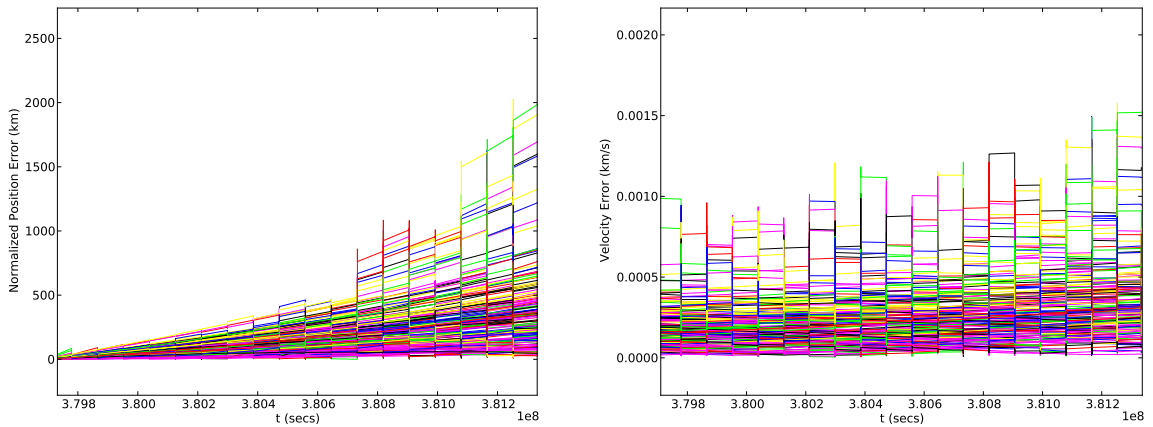 Normalized Position Error (km)
2500
2000
1500
1000
500
0
3.798 3.800 3.802 3.804 3.806 3.808 3.810 3.812
1e8
t (secs)
Velocity Error (km/s)
0.0020
0.0015
0.0010
0.0005
0.0000
3.798 3.800 3.802 3.804 3.806 3.808 3.810 3.812
1e8
t (secs)